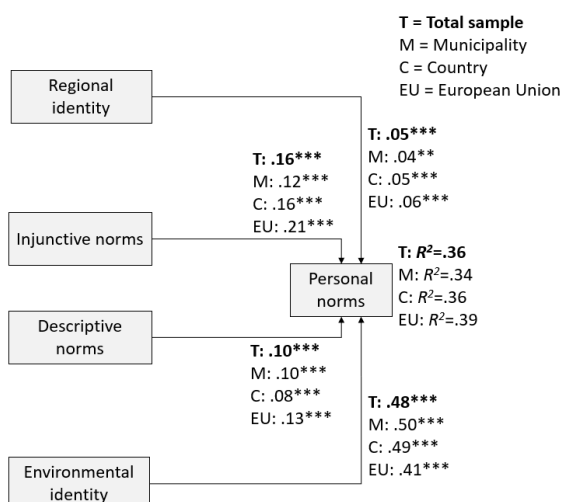 T = Total sample
M = Municipality
C = Country
EU = European Union
Regional
identity
T: .05***
M: .04**
C: .05***
EU: .06***
T: .16***
M: .12***
C: .16***
EU: .21***
Injunctive norms
Personal
norms
T: R²=.36
M: R²=.34
C: R²=.36
EU: R²=.39
Descriptive
norms
T: .10***
M: .10***
C: .08***
EU: .13***
T: .48***
M: .50***
C: .49***
EU: .41***
Environmental
identity